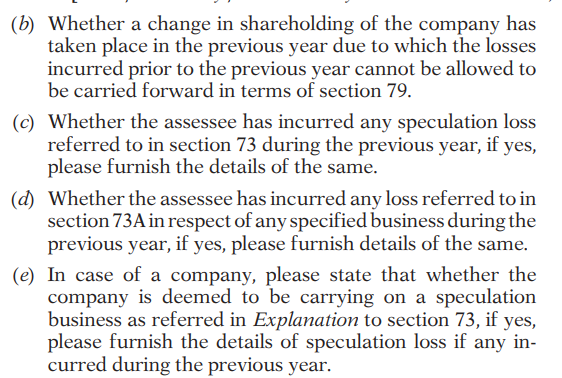 (b) Whether a change in shareholding of the company has
taken place in the previous year due to which the losses
incurred prior to the previous year cannot be allowed to
be carried forward in terms of section 79.
(c) Whether the assessee has incurred any speculation loss
referred to in section 73 during the previous year, if yes,
please furnish the details of the same.
(d) Whether the assessee has incurred any loss referred to in
section 73A in respect of any specified business during the
previous year, if yes, please furnish details of the same.
(e) In case of a company, please state that whether the
company is deemed to be carrying on a speculation
business as referred in Explanation to section 73, if yes,
please furnish the details of speculation loss if any in-
curred during the previous year.